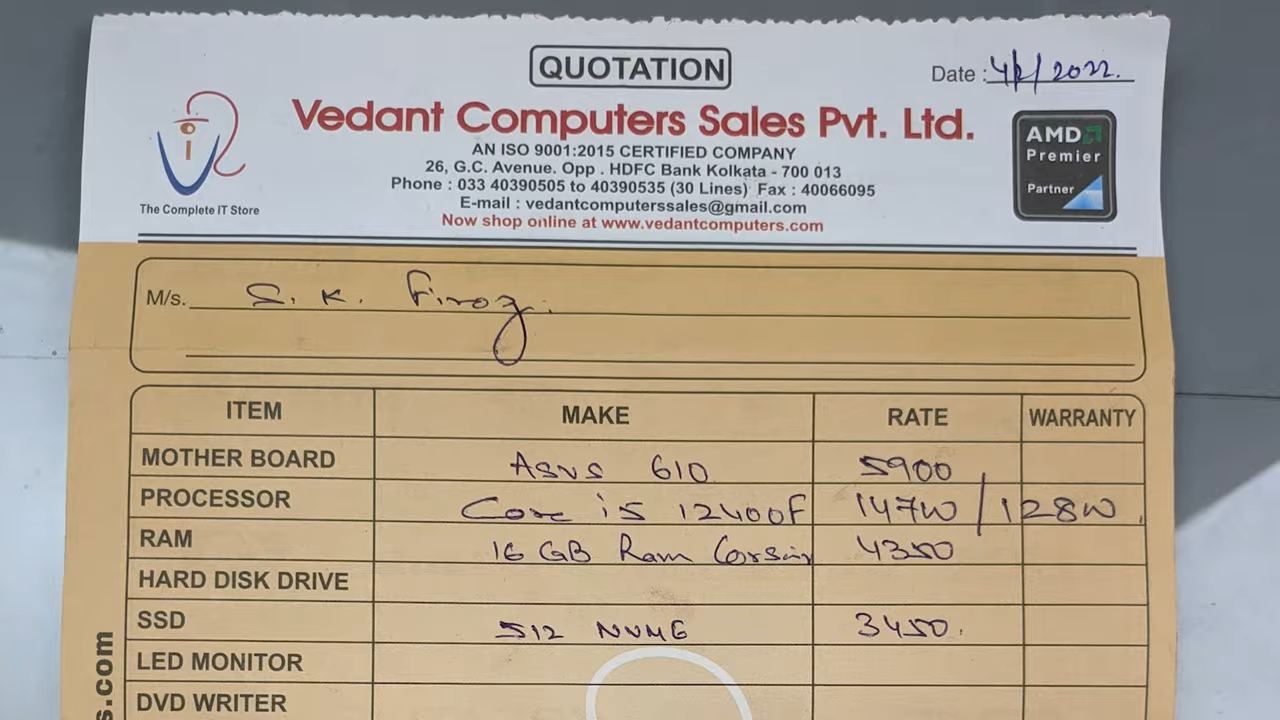 QUOTATION
Date : 4/2/2022.
Vedant Computers Sales Pvt. Ltd.
AN ISO 9001:2015 CERTIFIED COMPANY
26, G.C. Avenue. Opp . HDFC Bank Kolkata - 700 013
Phone : 033 40390505 to 40390535 (30 Lines) Fax : 40066095
E-mail : vedantcomputerssales@gmail.com
Now shop online at www.vedantcomputers.com
The Complete IT Store
AMD
Premier
Partner
M/s. S. K. Firoz.
ITEM MAKE RATE WARRANTY
MOTHER BOARD ASUS 610 5900
PROCESSOR Core i5 12400F 14700 / 12800.
RAM 16 GB Ram Corsair 4350
HARD DISK DRIVE
SSD 512 NVME 3450.
LED MONITOR
DVD WRITER
s.com